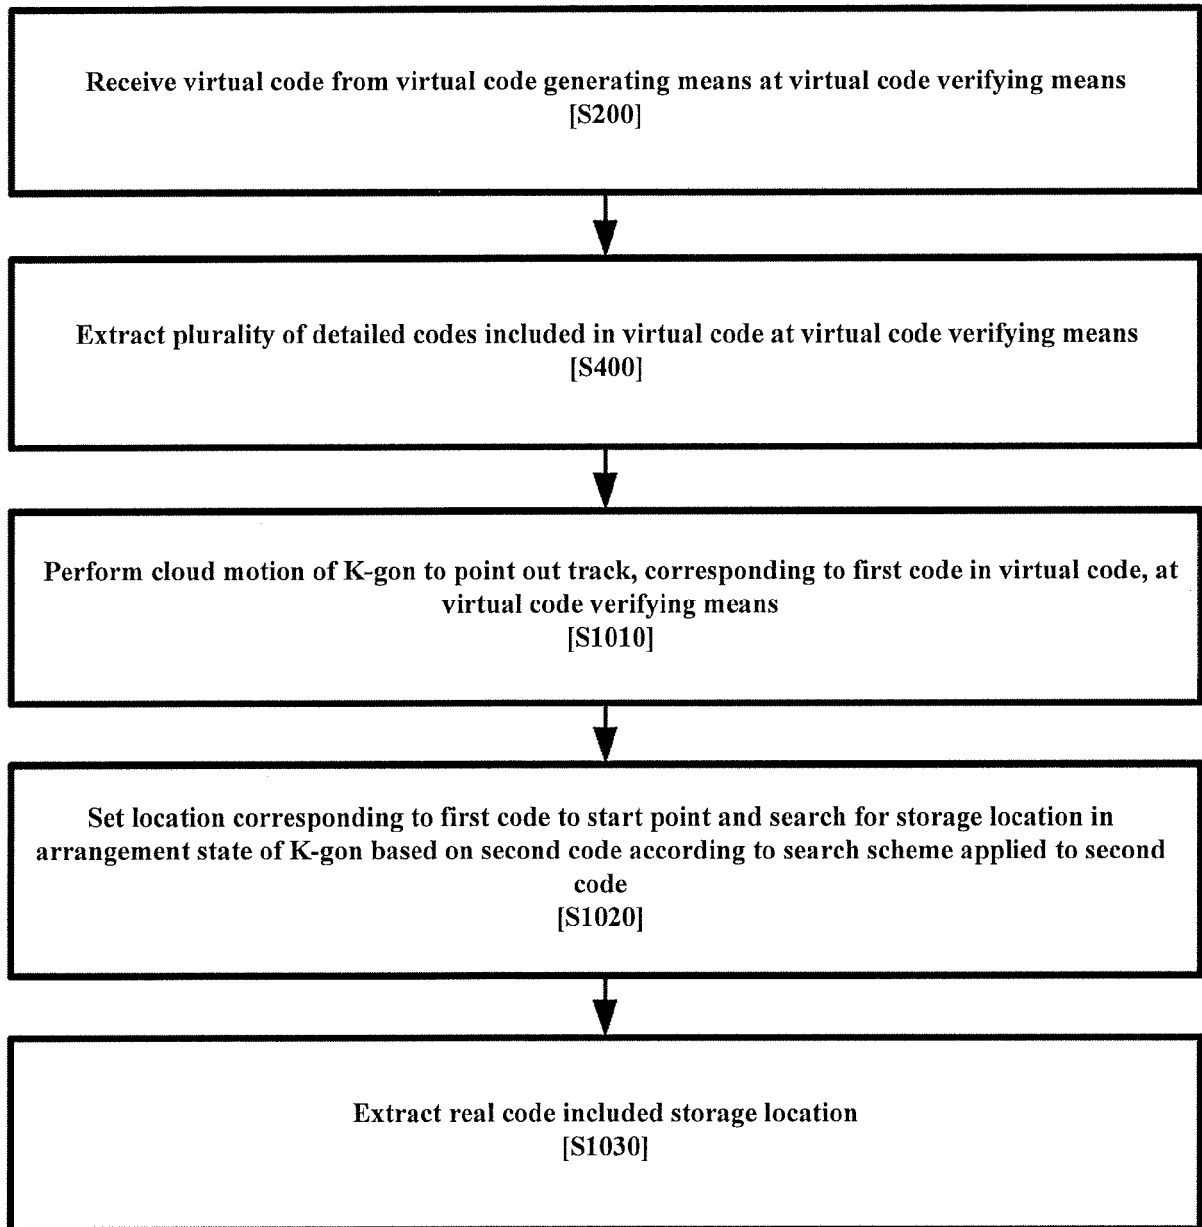 Receive virtual code from virtual code generating means at virtual code verifying means
[S200]
Extract plurality of detailed codes included in virtual code at virtual code verifying means
[S400]
Perform cloud motion of K-gon to point out track, corresponding to first code in virtual code, at
virtual code verifying means
[S1010]
Set location corresponding to first code to start point and search for storage location in
arrangement state of K-gon based on second code according to search scheme applied to second
code
[S1020]
Extract real code included storage location
[S1030]